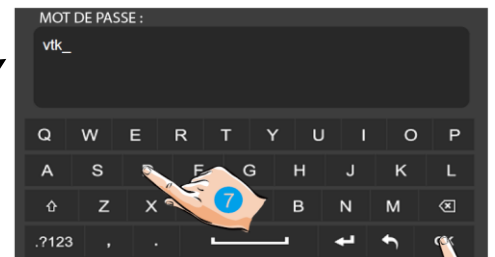 MOT DE PASSE :
vtk_
Q W E R T Y U I O P
A S F G H J K L
7
Z X B N M
.?123 , .